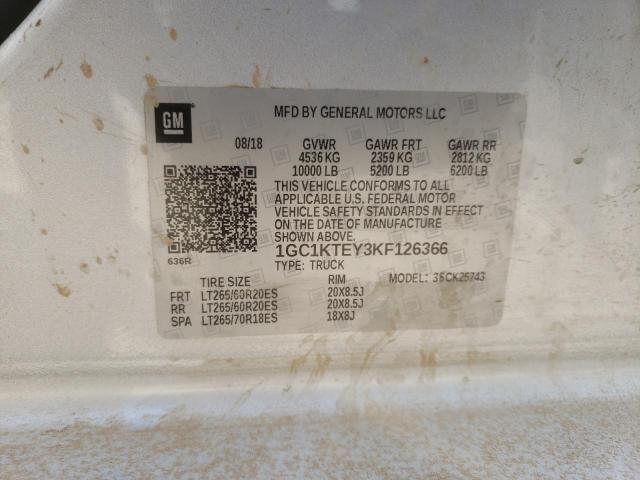 GM
MFD BY GENERAL MOTORS LLC
08/18 GVWR GAWR FRT GAWR RR
4536 KG 2359 KG 2812 KG
10000 LB 5200 LB 6200 LB
THIS VEHICLE CONFORMS TO ALL
APPLICABLE U.S. FEDERAL MOTOR
VEHICLE SAFETY STANDARDS IN EFFECT
ON THE DATE OF MANUFACTURE
SHOWN ABOVE.
636R
1GC1KTEY3KF126366
TYPE: TRUCK MODEL: 36CK25743
TIRE SIZE RIM
FRT LT265/60R20ES 20X8.5J
RR LT265/60R20ES 20X8.5J
SPA LT265/70R18ES 18X8J